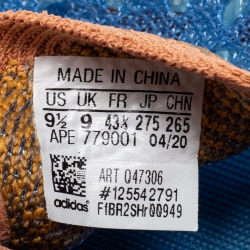 MADE IN CHINA
US UK FR JP CHN
9½ 9 43⅓ 275 265
APE 779001 04/20
ART Q47306
#125542791
adidas F1BR2SHr00949